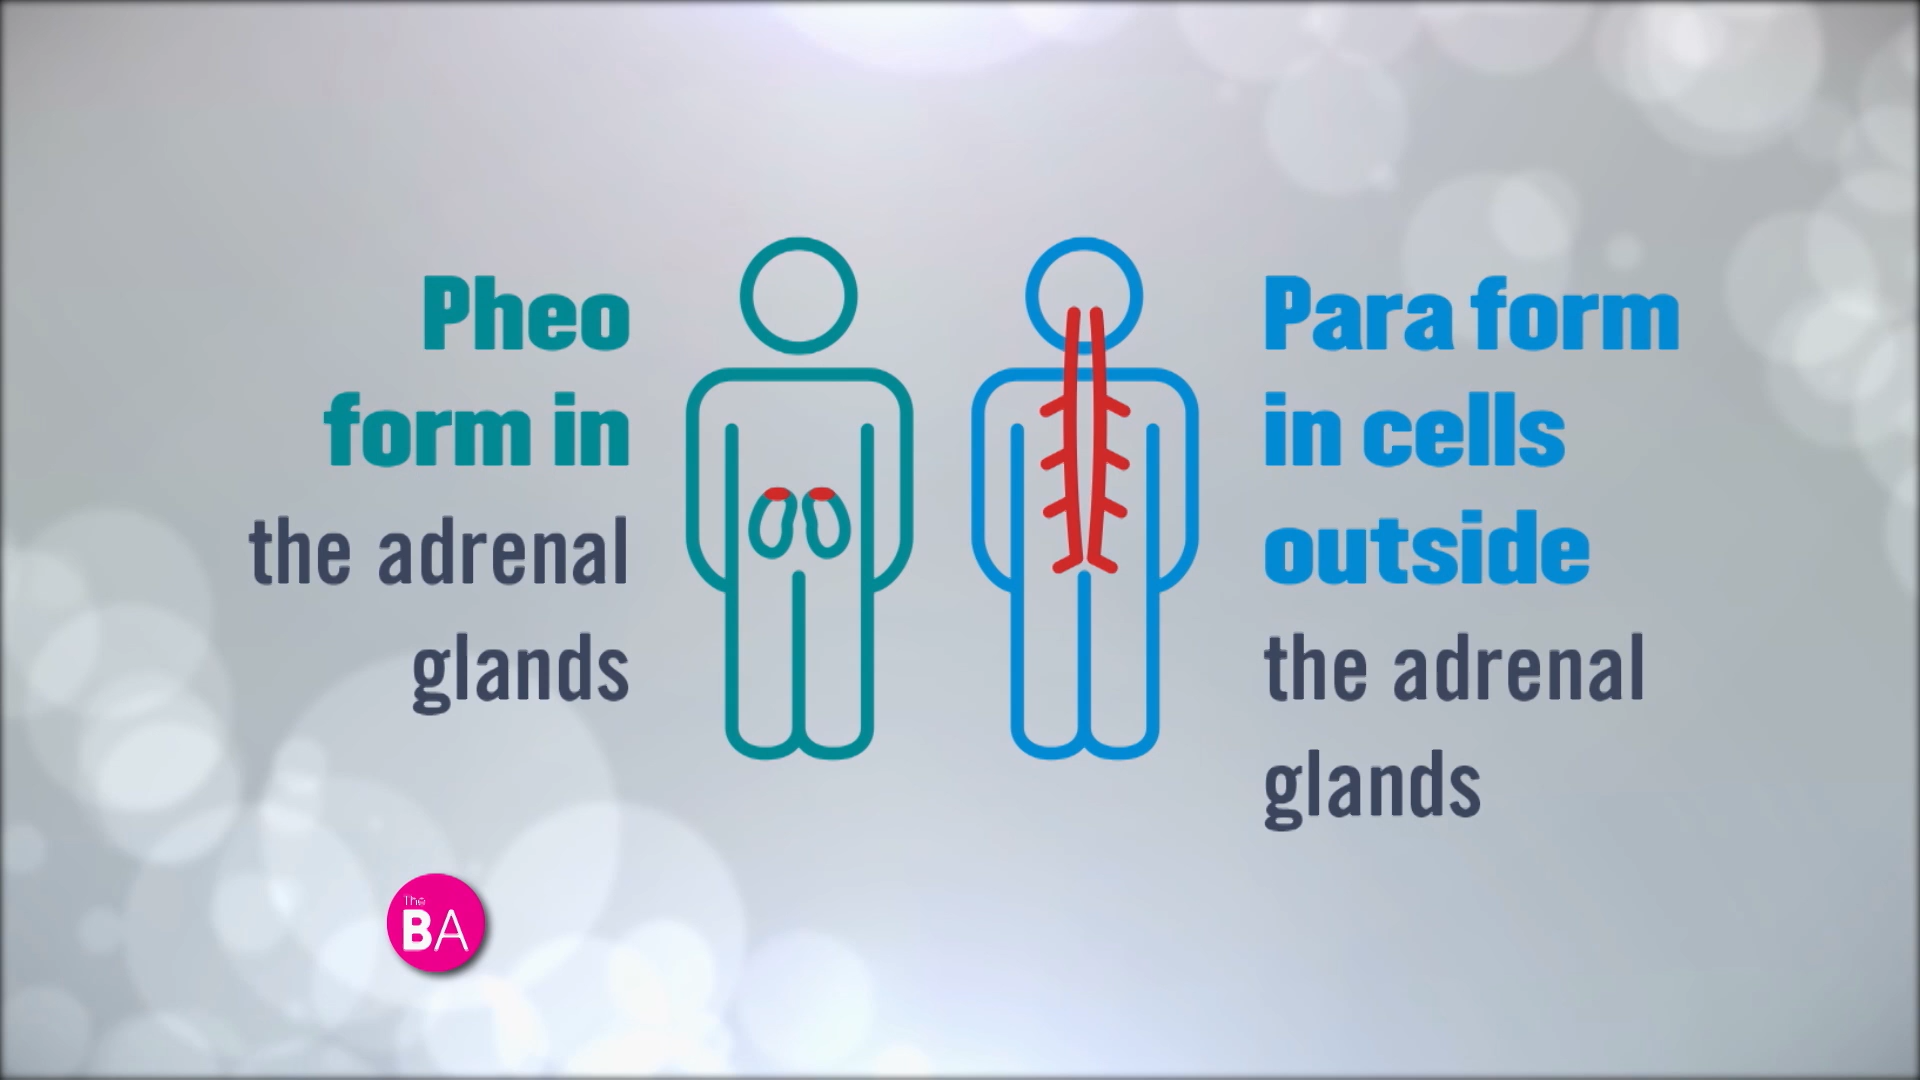 Pheo
form in
the adrenal
glands
Para form
in cells
outside
the adrenal
glands
The
BA